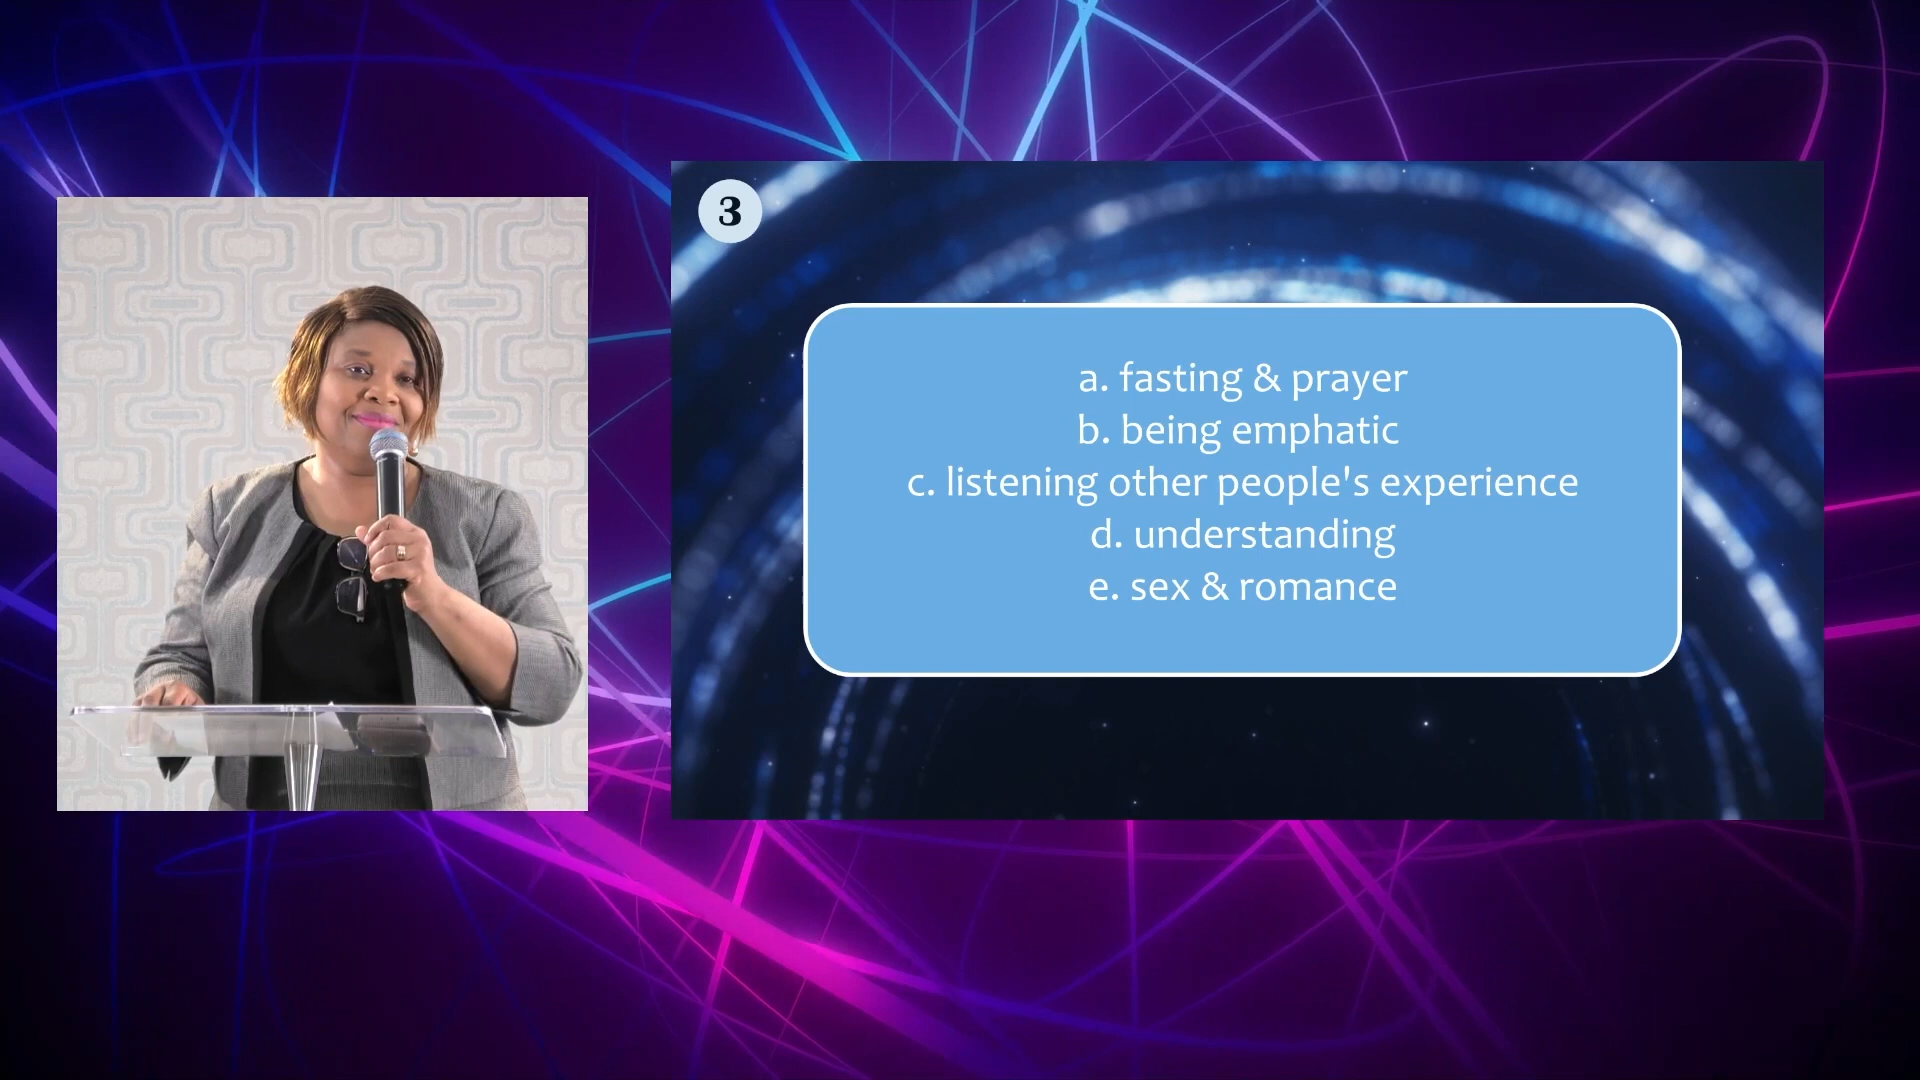 3
a. fasting & prayer
b. being emphatic
c. listening other people's experience
d. understanding
e. sex & romance